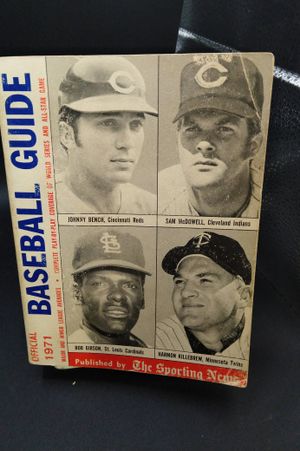 OFFICIAL
1971
BASEBALL GUIDE
MAJOR AND MINOR LEAGUE AVERAGES • COMPLETE PLAY-BY-PLAY COVERAGE OF WORLD SERIES AND ALL-STAR GAME
JOHNNY BENCH, Cincinnati Reds
SAM McDOWELL, Cleveland Indians
BOB GIBSON, St. Louis Cardinals
HARMON KILLEBREW, Minnesota Twins
Published by The Sporting News